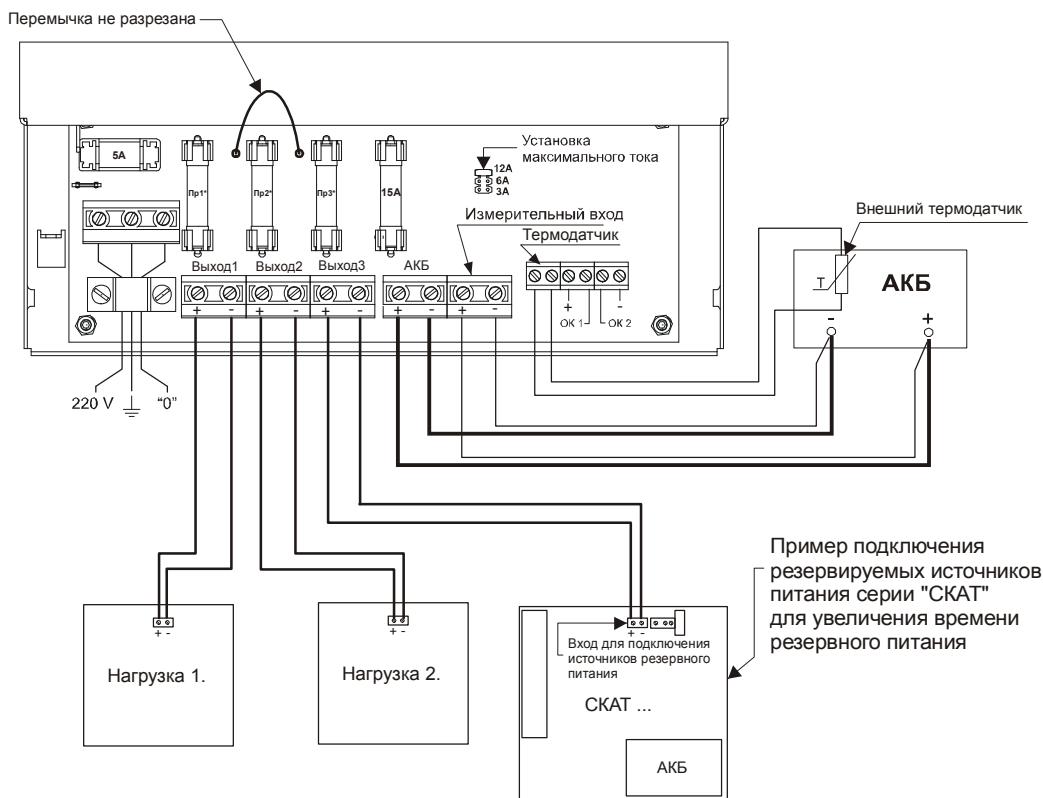 Перемычка не разрезана
5А
Пр1*
Пр2*
Пр3*
15А
Установка
максимального тока
12А
6А
3А
Измерительный вход
Термодатчик
Внешний термодатчик
Выход1
Выход2
Выход3
АКБ
+ - + - + - + - + -
+ -
ОК 1
ОК 2
Т
АКБ
- +
220 V
"0"
Пример подключения
резервируемых источников
питания серии "СКАТ"
для увеличения времени
резервного питания
+ -
Нагрузка 1.
+ -
Нагрузка 2.
+ -
Вход для подключения
источников резервного
питания
СКАТ ...
АКБ